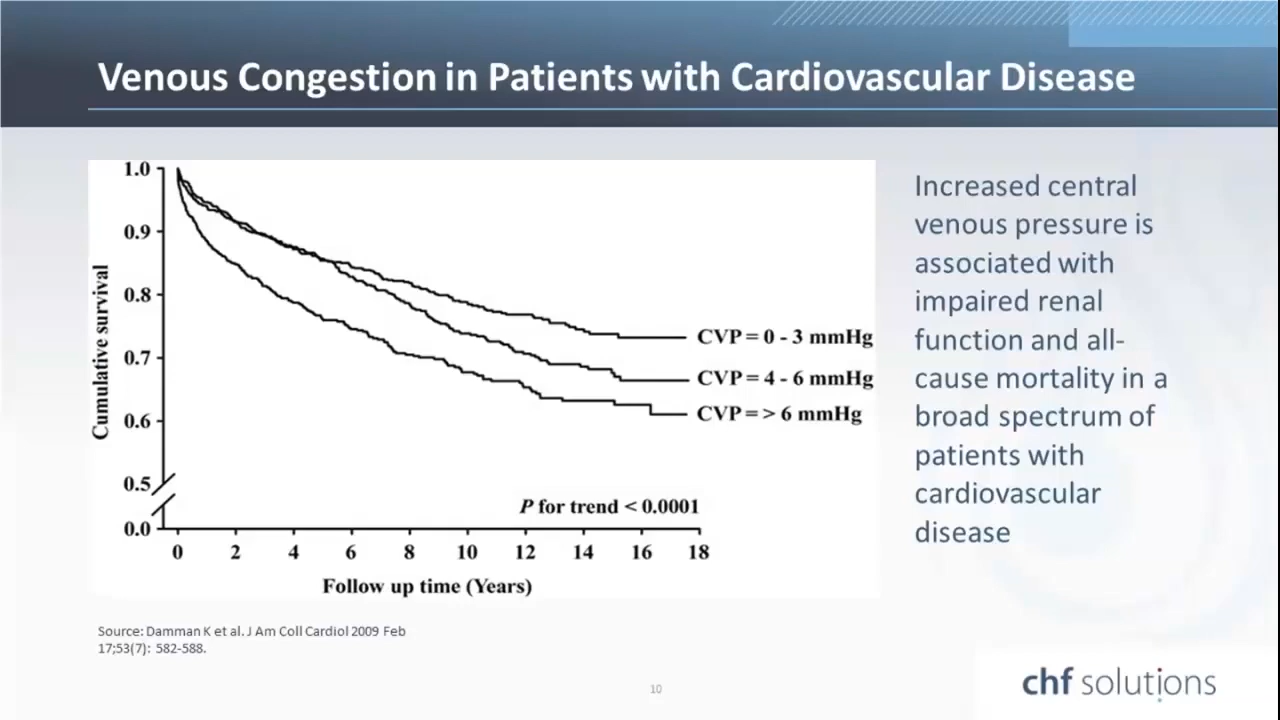 Venous Congestion in Patients with Cardiovascular Disease
1.0
0.9
0.8
0.7
0.6
0.5
0.0
Cumulative survival
CVP = 0 - 3 mmHg
CVP = 4 - 6 mmHg
CVP = > 6 mmHg
P for trend < 0.0001
0 2 4 6 8 10 12 14 16 18
Follow up time (Years)
Increased central
venous pressure is
associated with
impaired renal
function and all-
cause mortality in a
broad spectrum of
patients with
cardiovascular
disease
Source: Damman K et al. J Am Coll Cardiol 2009 Feb
17;53(7): 582-588.
10
chf solutions